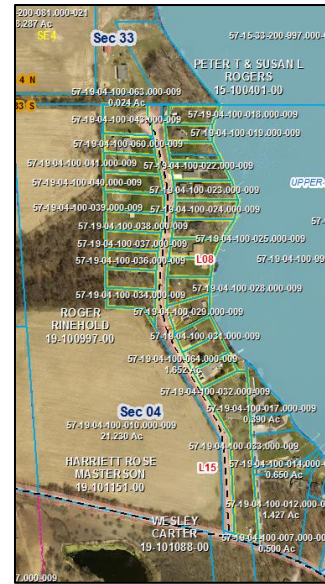 -200-081.000-021
8.287 Ac
SE4
Sec 33
57-15-33-200-997.000-
PETER T & SUSAN L
ROGERS
15-100401-00
4 N
33 S
57-19-04-100-063.000-009
0.024 Ac
57-19-04-100-018.000-009
57-19-04-100-043.000-009
57-19-04-100-019.000-009
57-19-04-100-060.000-009
57-19-04-100-041.000-009
57-19-04-100-022.000-009
57-19-04-100-040.000-009
57-19-04-100-023.000-009
UPPER-
57-19-04-100-039.000-009
57-19-04-100-024.000-009
57-19-04-100-038.000-009
57-19-04-100-037.000-009
57-19-04-100-025.000-009
57-19-04-100-036.000-009
L08
57-19-04-100-99
57-19-04-100-034.000-009
57-19-04-100-028.000-009
ROGER
RINEHOLD
19-100997-00
57-19-04-100-029.000-009
57-19-04-100-031.000-009
57-19-04-100-064.000-009
1.652 Ac
57-19-04-100-032.000-009
Sec 04
57-19-04-100-017.000-009
0.390 Ac
57-19-04-100-010.000-009
21.230 Ac
57-19-04-100-033.000-009
HARRIETT ROSE
MASTERSON
19-101151-00
L15
57-19-04-100-014.000-
0.650 Ac
57-19-04-100-012.000-009
1.427 Ac
WESLEY
CARTER
19-101088-00
57-19-04-100-007.000-009
0.500 Ac
7.000-009